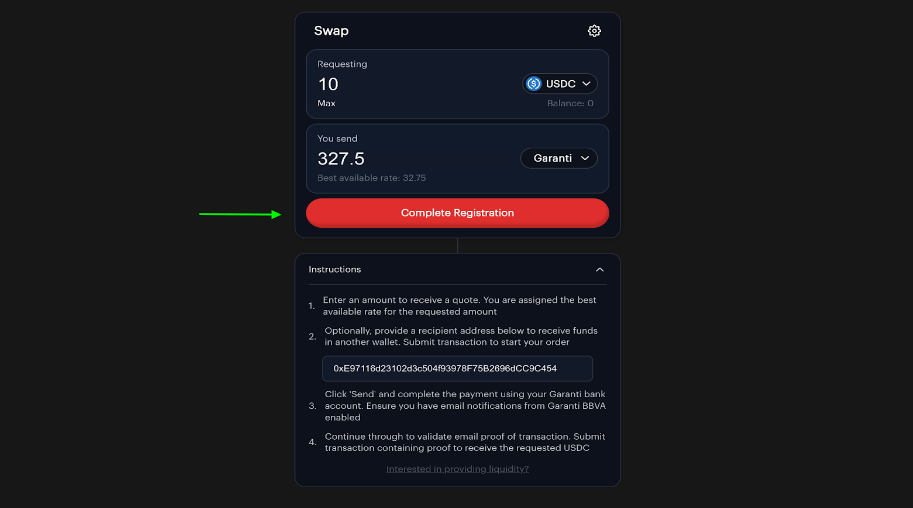 Swap
Requesting
10
USDC
Max
Balance: 0
You send
327.5
Garanti
Best available rate: 32.75
Complete Registration
Instructions
1. Enter an amount to receive a quote. You are assigned the best
available rate for the requested amount
2. Optionally, provide a recipient address below to receive funds
in another wallet. Submit transaction to start your order
0xE97116d23102d3c504f93978F75B2696dCC9C454
3. Click 'Send' and complete the payment using your Garanti bank
account. Ensure you have email notifications from Garanti BBVA
enabled
4. Continue through to validate email proof of transaction. Submit
transaction containing proof to receive the requested USDC
Interested in providing liquidity?